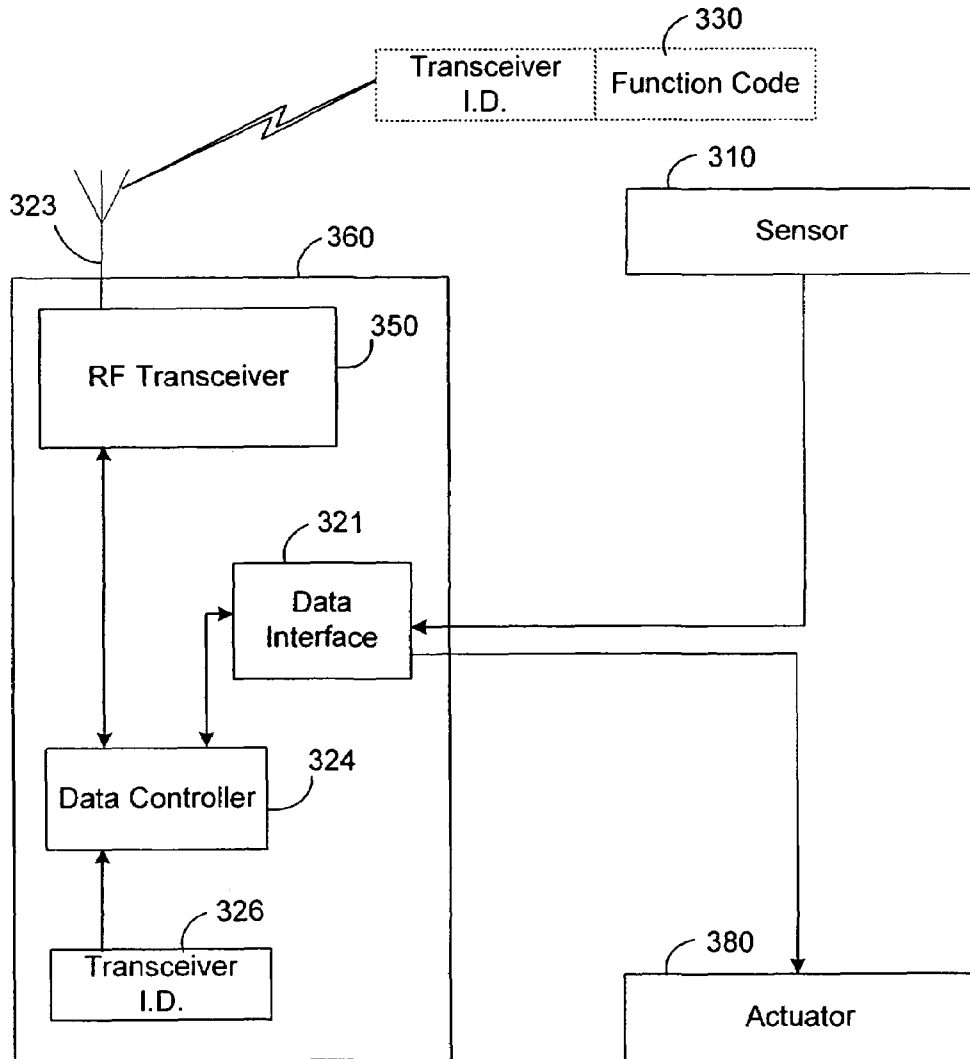 330
Transceiver
I.D.
Function Code
310
Sensor
323
360
350
RF Transceiver
321
Data
Interface
324
Data Controller
326
Transceiver
I.D.
380
Actuator